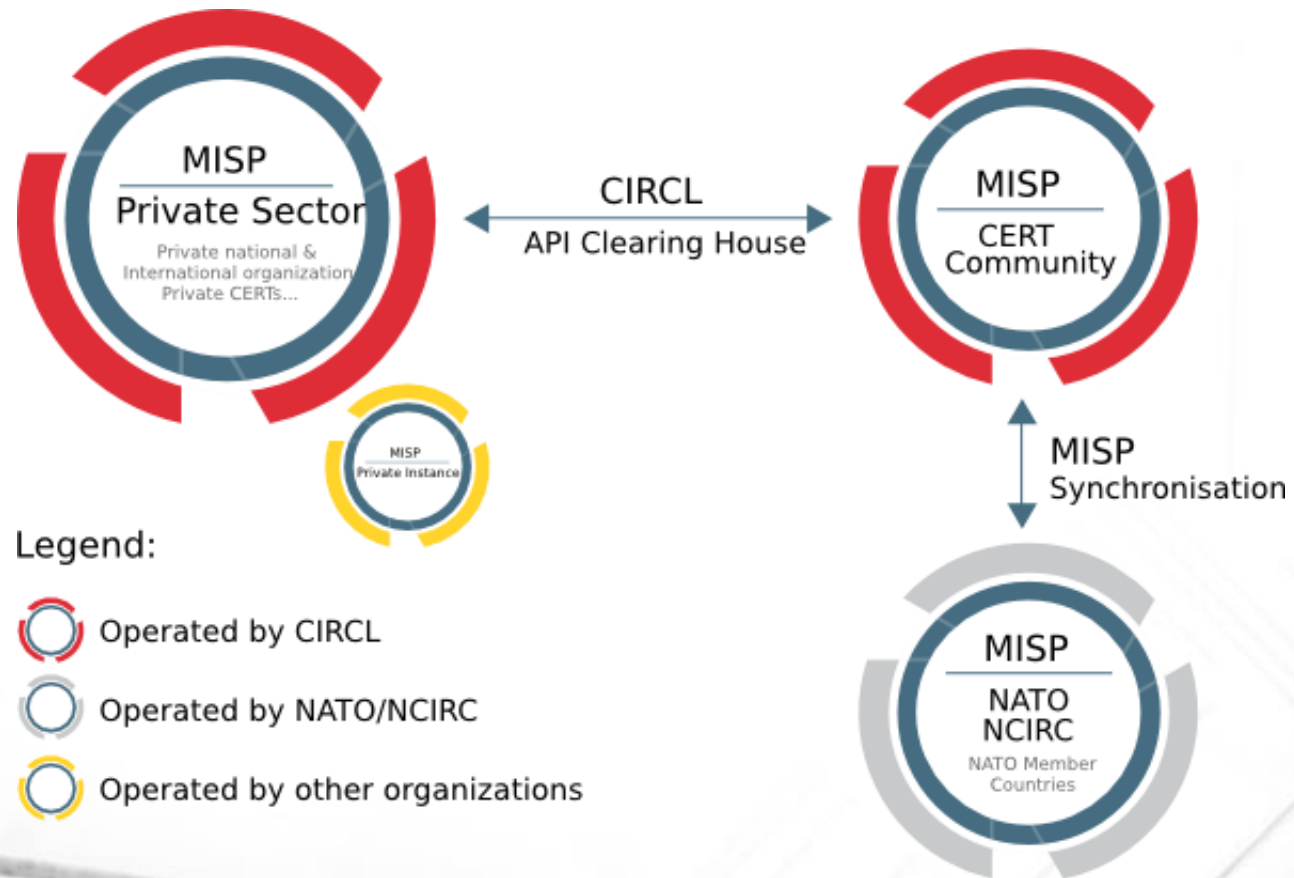 MISP
Private Sector
Private national &
International organization
Private CERTs...
CIRCL
API Clearing House
MISP
CERT
Community
MISP
Private Instance
MISP
Synchronisation
MISP
NATO
NCIRC
NATO Member
Countries
Legend:
Operated by CIRCL
Operated by NATO/NCIRC
Operated by other organizations